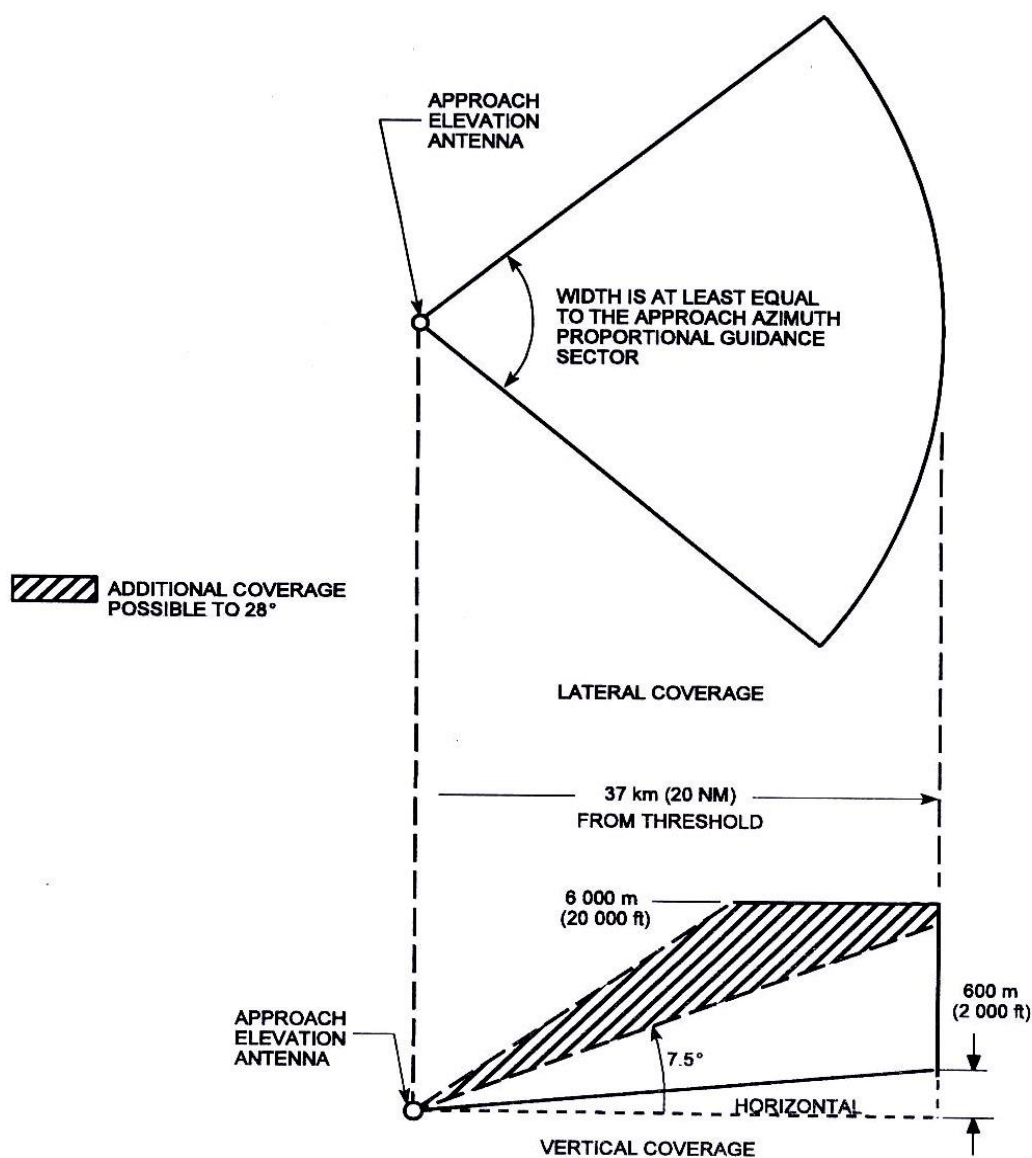 APPROACH
ELEVATION
ANTENNA
WIDTH IS AT LEAST EQUAL
TO THE APPROACH AZIMUTH
PROPORTIONAL GUIDANCE
SECTOR
ADDITIONAL COVERAGE
POSSIBLE TO 28°
LATERAL COVERAGE
37 km (20 NM)
FROM THRESHOLD
6 000 m
(20 000 ft)
600 m
(2 000 ft)
APPROACH
ELEVATION
ANTENNA
7.5°
HORIZONTAL
VERTICAL COVERAGE